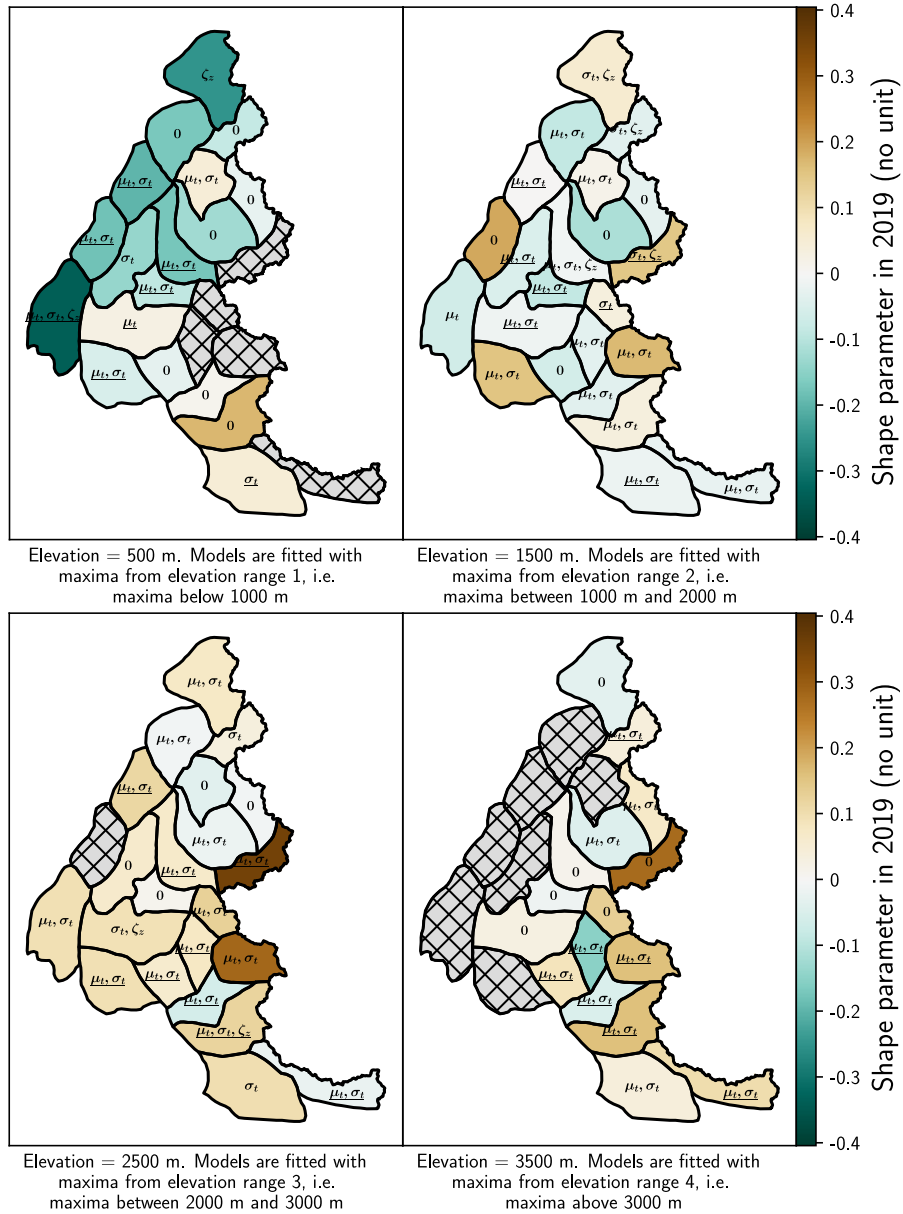 ζz
0
0
μt, σt
μt, σt
0
μt, σt
σt
0
μt, σt
μt, σt
μt, σt, ζz
μt
μt, σt
0
0
0
σt
Elevation = 500 m. Models are fitted with
maxima from elevation range 1, i.e.
maxima below 1000 m
σt, ζz
μt, σt
t, ζz
μt, σt
μt, σt
0
0
0
μt, σt
μt, σt, ζz
σt, ζz
μt, σt
μt
σt
μt, σt
μt, σt
μt, σt
μt, σt
0
μt, σt
μt, σt
μt, σt
μt, σt
Elevation = 1500 m. Models are fitted with
maxima from elevation range 2, i.e.
maxima between 1000 m and 2000 m
0.4
0.3
0.2
0.1
0
-0.1
-0.2
-0.3
-0.4
Shape parameter in 2019 (no unit)
μt, σt
μt, σt
σt
0
μt, σt
0
μt, σt
0
μt, σt
μt, σt
0
μt, σt
μt, σt
σt, ζz
μt, σt
μt, σt
μt, σt
μt, σt
μt, σt
μt, σt, ζz
σt
μt, σt
Elevation = 2500 m. Models are fitted with
maxima from elevation range 3, i.e.
maxima between 2000 m and 3000 m
0
μt, σt
μt, σt
μt, σt
0
0
0
0
0
μt, σt
μt, σt
μt, σt
μt, σt
μt, σt
μt, σt
μt, σt
Elevation = 3500 m. Models are fitted with
maxima from elevation range 4, i.e.
maxima above 3000 m
0.4
0.3
0.2
0.1
0
-0.1
-0.2
-0.3
-0.4
Shape parameter in 2019 (no unit)